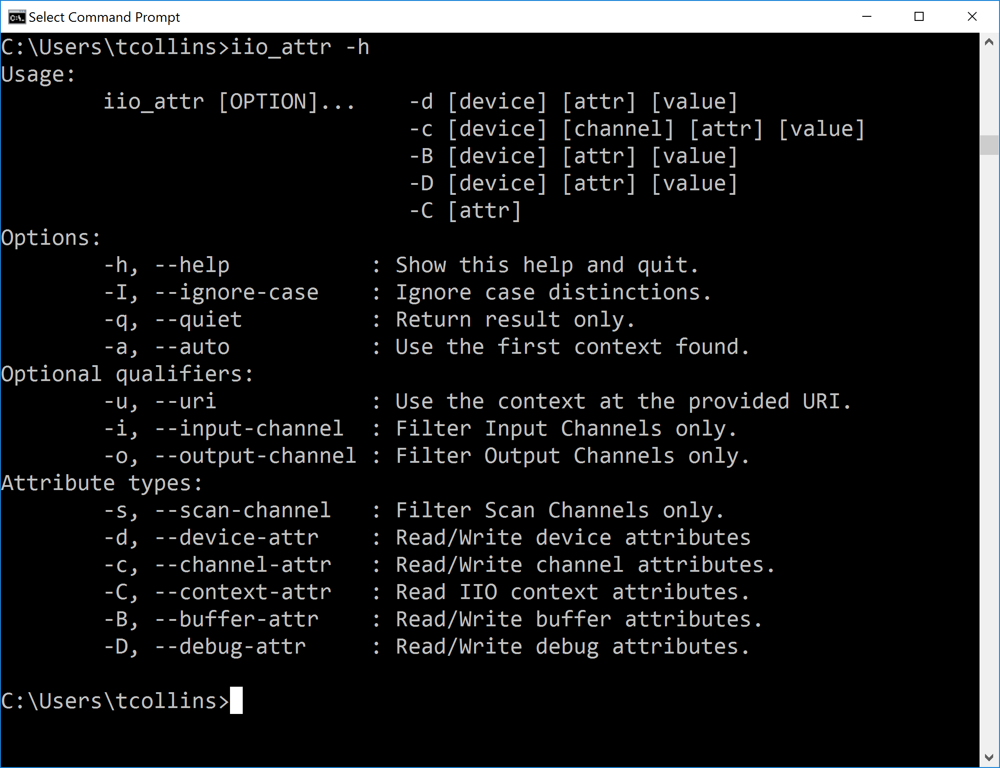 Select Command Prompt
C:\Users\tcollins>iio_attr -h
Usage:
        iio_attr [OPTION]...    -d [device] [attr] [value]
                                -c [device] [channel] [attr] [value]
                                -B [device] [attr] [value]
                                -D [device] [attr] [value]
                                -C [attr]
Options:
        -h, --help           : Show this help and quit.
        -I, --ignore-case    : Ignore case distinctions.
        -q, --quiet          : Return result only.
        -a, --auto           : Use the first context found.
Optional qualifiers:
        -u, --uri            : Use the context at the provided URI.
        -i, --input-channel  : Filter Input Channels only.
        -o, --output-channel : Filter Output Channels only.
Attribute types:
        -s, --scan-channel   : Filter Scan Channels only.
        -d, --device-attr    : Read/Write device attributes
        -c, --channel-attr   : Read/Write channel attributes.
        -C, --context-attr   : Read IIO context attributes.
        -B, --buffer-attr    : Read/Write buffer attributes.
        -D, --debug-attr     : Read/Write debug attributes.
C:\Users\tcollins>